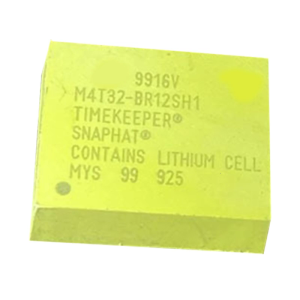 9916V
M4T32-BR12SH1
TIMEKEEPER®
SNAPHAT®
CONTAINS LITHIUM CELL
MYS 99 925